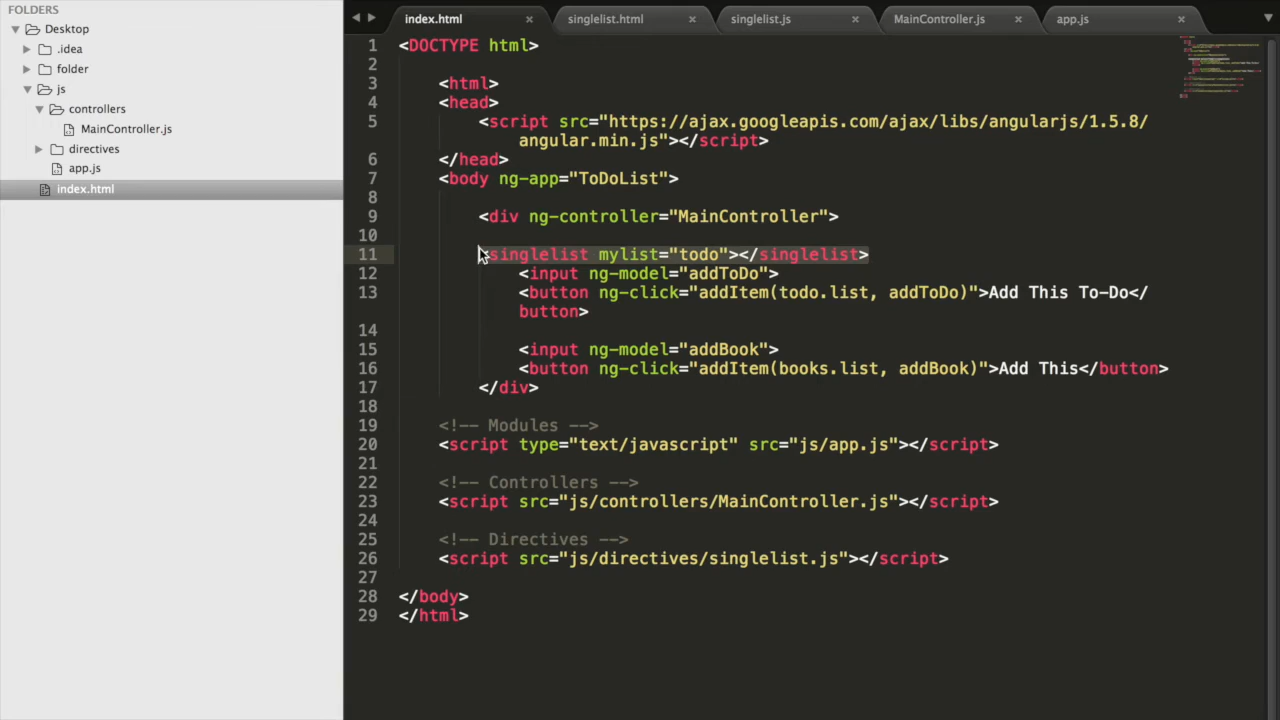 FOLDERS
Desktop
.idea
folder
js
controllers
MainController.js
directives
app.js
index.html
index.html × singlelist.html × singlelist.js × MainController.js × app.js ×
1 <DOCTYPE html>
2
3 <html>
4 <head>
5 <script src="https://ajax.googleapis.com/ajax/libs/angularjs/1.5.8/
angular.min.js"></script>
6 </head>
7 <body ng-app="ToDoList">
8
9 <div ng-controller="MainController">
10
11 <singlelist mylist="todo"></singlelist>
12 <input ng-model="addToDo">
13 <button ng-click="addItem(todo.list, addToDo)">Add This To-Do</
button>
14
15 <input ng-model="addBook">
16 <button ng-click="addItem(books.list, addBook)">Add This</button>
17 </div>
18
19 <!-- Modules -->
20 <script type="text/javascript" src="js/app.js"></script>
21
22 <!-- Controllers -->
23 <script src="js/controllers/MainController.js"></script>
24
25 <!-- Directives -->
26 <script src="js/directives/singlelist.js"></script>
27
28 </body>
29 </html>